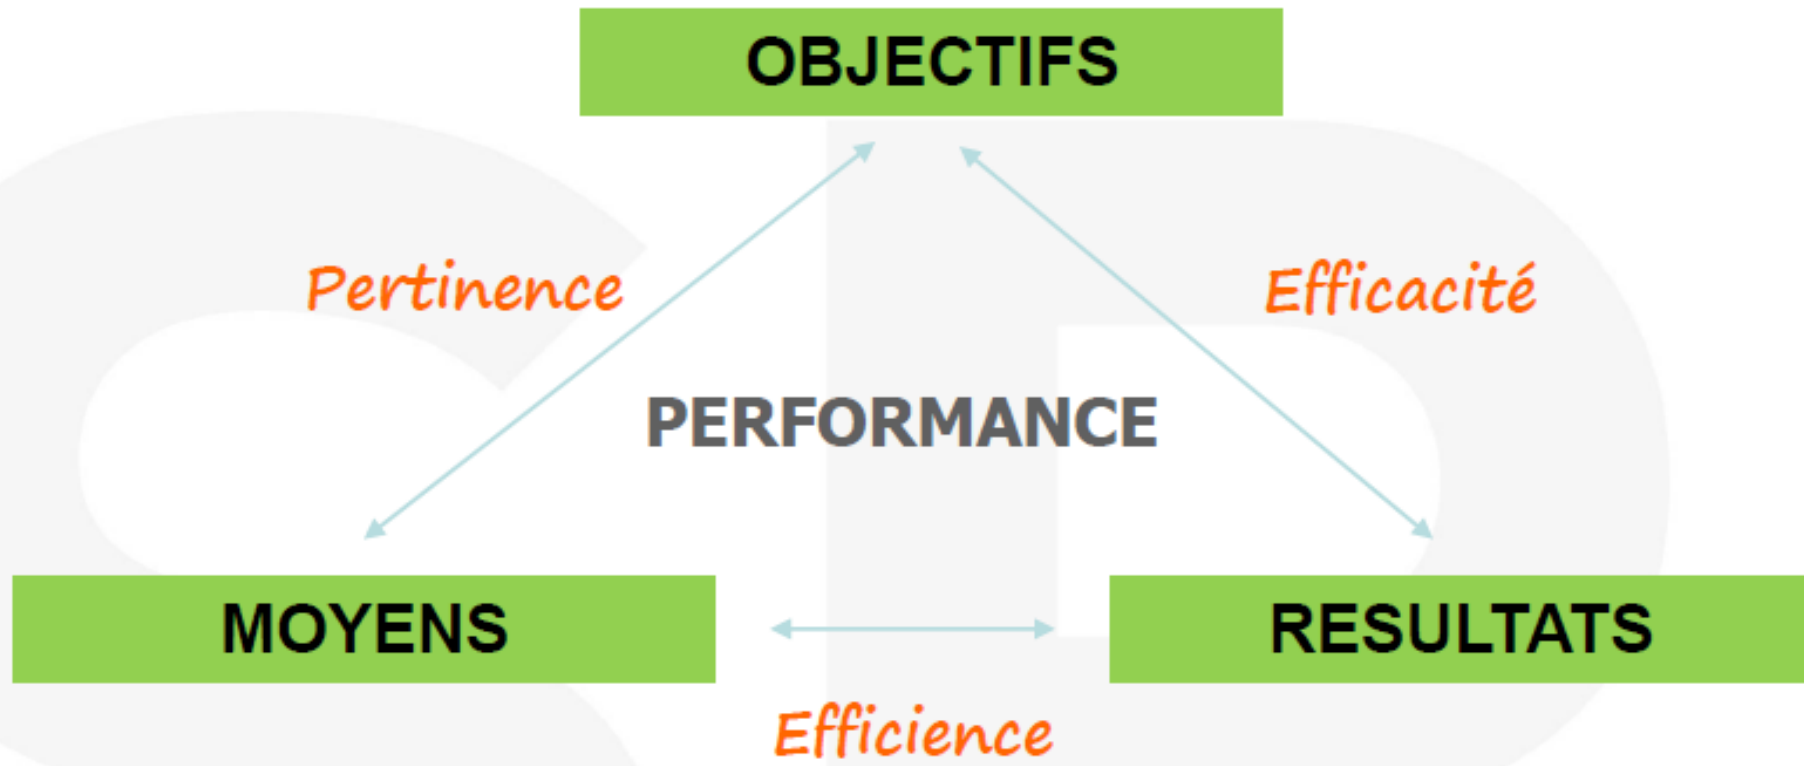 OBJECTIFS
Pertinence
Efficacité
PERFORMANCE
MOYENS
RESULTATS
Efficience